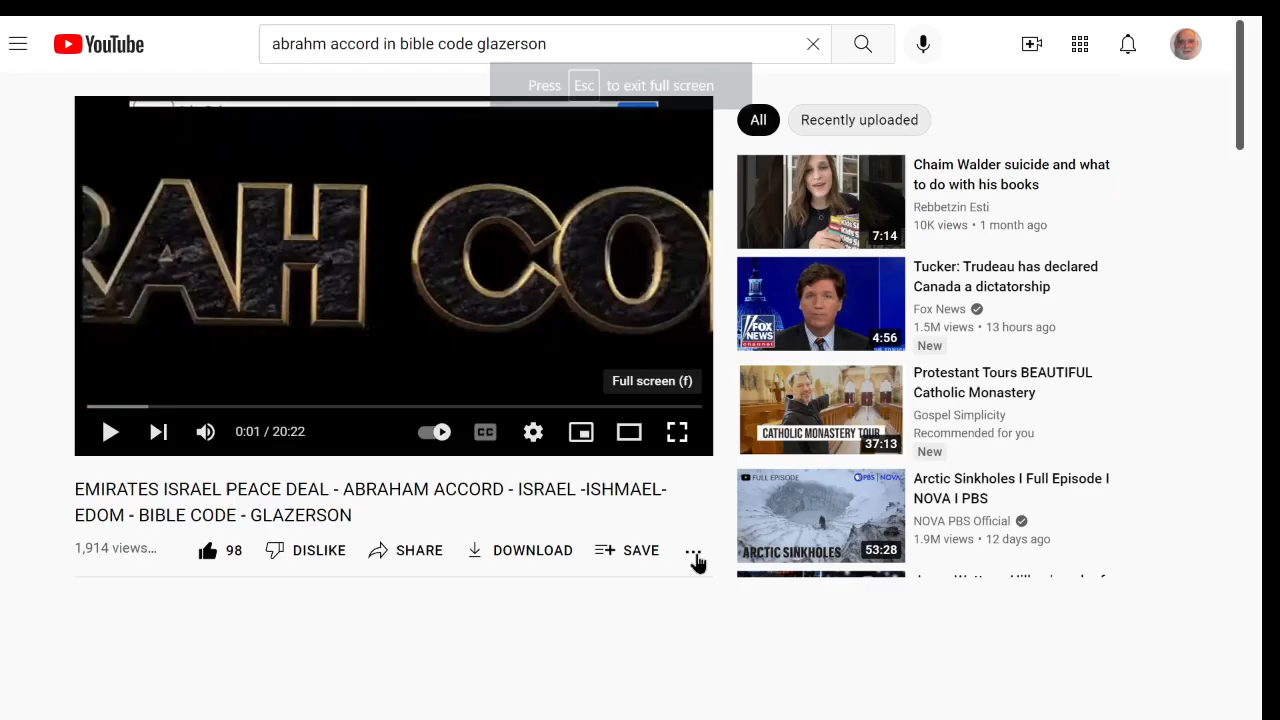 YouTube
abrahm accord in bible code glazerson
Press Esc to exit full screen
All
Recently uploaded
RAH CO
Full screen (f)
0:01 / 20:22
CC
EMIRATES ISRAEL PEACE DEAL - ABRAHAM ACCORD - ISRAEL -ISHMAEL-
EDOM - BIBLE CODE - GLAZERSON
1,914 views...
98
DISLIKE
SHARE
DOWNLOAD
SAVE
7:14
Chaim Walder suicide and what
to do with his books
Rebbetzin Esti
10K views • 1 month ago
FOX
NEWS
channel
4:56
Tucker: Trudeau has declared
Canada a dictatorship
Fox News
1.5M views • 13 hours ago
New
CATHOLIC MONASTERY TOUR
37:13
Protestant Tours BEAUTIFUL
Catholic Monastery
Gospel Simplicity
Recommended for you
New
FULL EPISODE
PBS NOVA
ARCTIC SINKHOLES
53:28
Arctic Sinkholes I Full Episode I
NOVA I PBS
NOVA PBS Official
1.9M views • 12 days ago